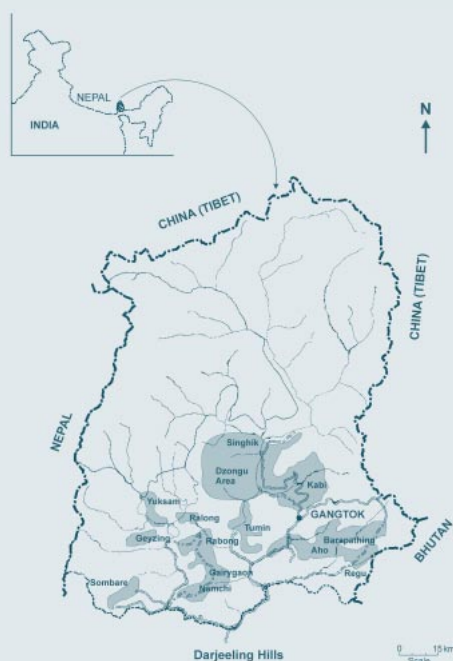 NEPAL
INDIA
N
CHINA (TIBET)
CHINA (TIBET)
NEPAL
Singhik
Dzongu
Area
Kabi
Yuksam
Ralong
GANGTOK
Tumin
Geyzing
Rabong
Barapathing
Aho
BHUTAN
Gairygaon
Regu
Sombare
Namchi
Darjeeling Hills
0 15 km
Scale